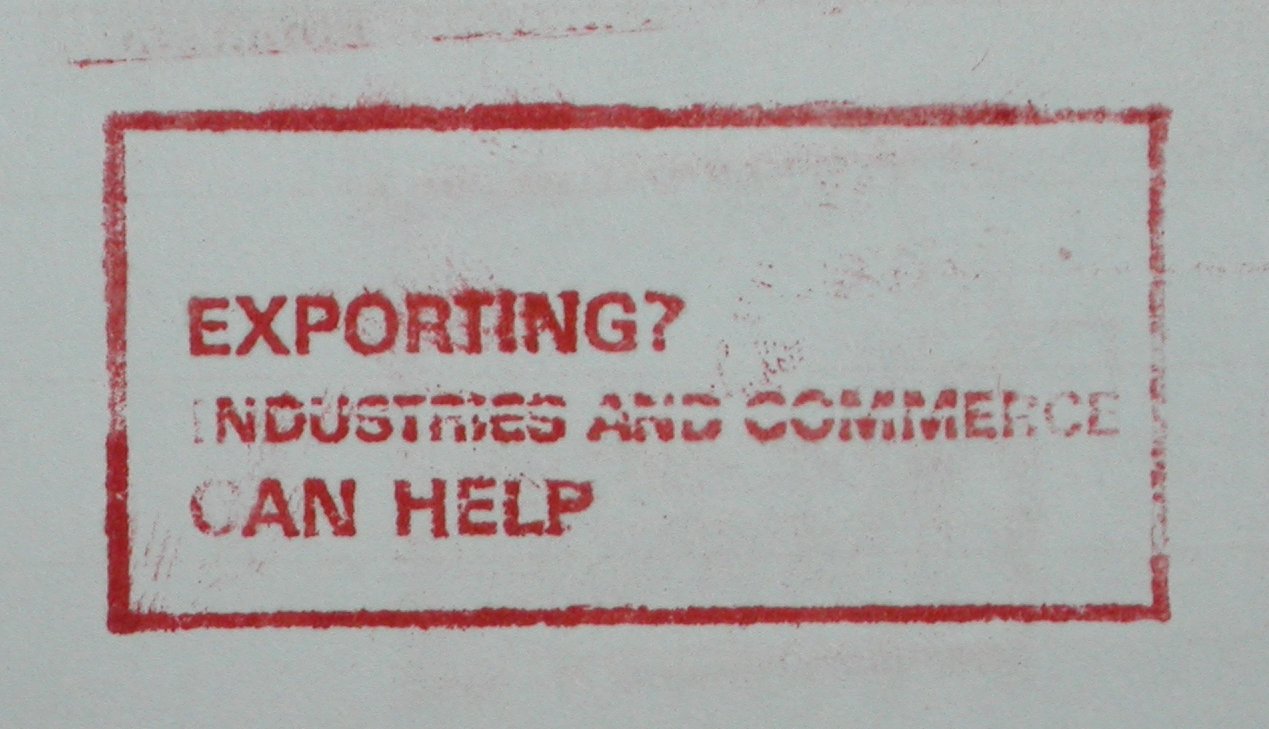 EXPORTING?
INDUSTRIES AND COMMERCE
CAN HELP